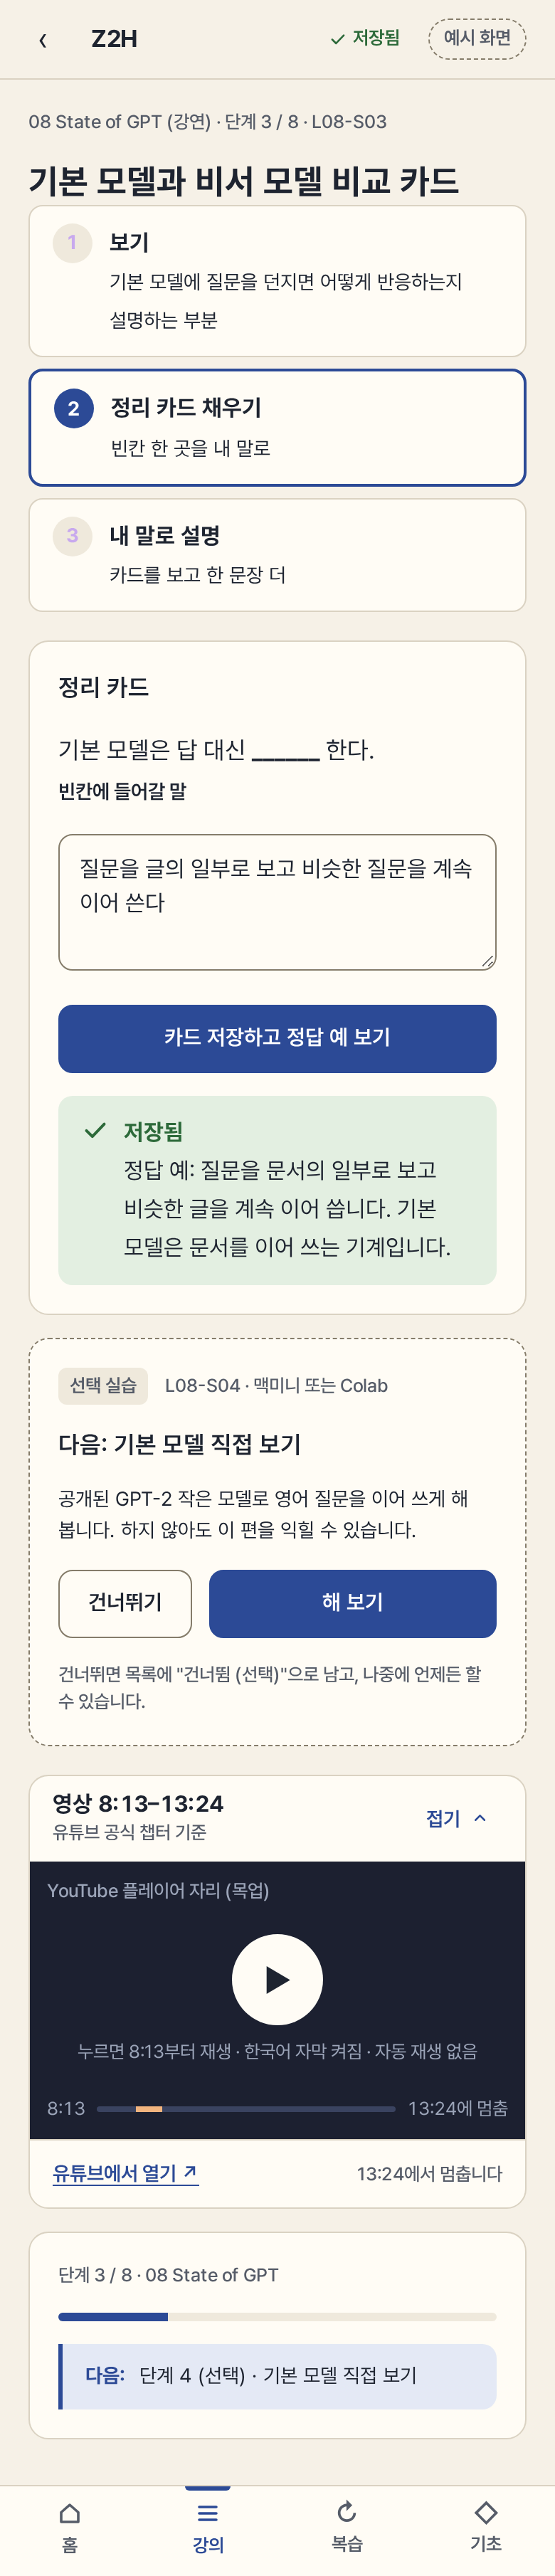 Z2H
저장됨
예시 화면
08 State of GPT (강연) · 단계 3 / 8 · L08-S03
기본 모델과 비서 모델 비교 카드
1
보기
기본 모델에 질문을 던지면 어떻게 반응하는지
설명하는 부분
2
정리 카드 채우기
빈칸 한 곳을 내 말로
3
내 말로 설명
카드를 보고 한 문장 더
정리 카드
기본 모델은 답 대신 ______ 한다.
빈칸에 들어갈 말
질문을 글의 일부로 보고 비슷한 질문을 계속
이어 쓴다
카드 저장하고 정답 예 보기
저장됨
정답 예: 질문을 문서의 일부로 보고
비슷한 글을 계속 이어 씁니다. 기본
모델은 문서를 이어 쓰는 기계입니다.
선택 실습
L08-S04 · 맥미니 또는 Colab
다음: 기본 모델 직접 보기
공개된 GPT-2 작은 모델로 영어 질문을 이어 쓰게 해
봅니다. 하지 않아도 이 편을 익힐 수 있습니다.
건너뛰기
해 보기
건너뛰면 목록에 "건너뜀 (선택)"으로 남고, 나중에 언제든 할
수 있습니다.
영상 8:13–13:24
유튜브 공식 챕터 기준
접기
YouTube 플레이어 자리 (목업)
누르면 8:13부터 재생 · 한국어 자막 켜짐 · 자동 재생 없음
8:13
13:24에 멈춤
유튜브에서 열기 ↗
13:24에서 멈춥니다
단계 3 / 8 · 08 State of GPT
다음: 단계 4 (선택) · 기본 모델 직접 보기
홈
강의
복습
기초